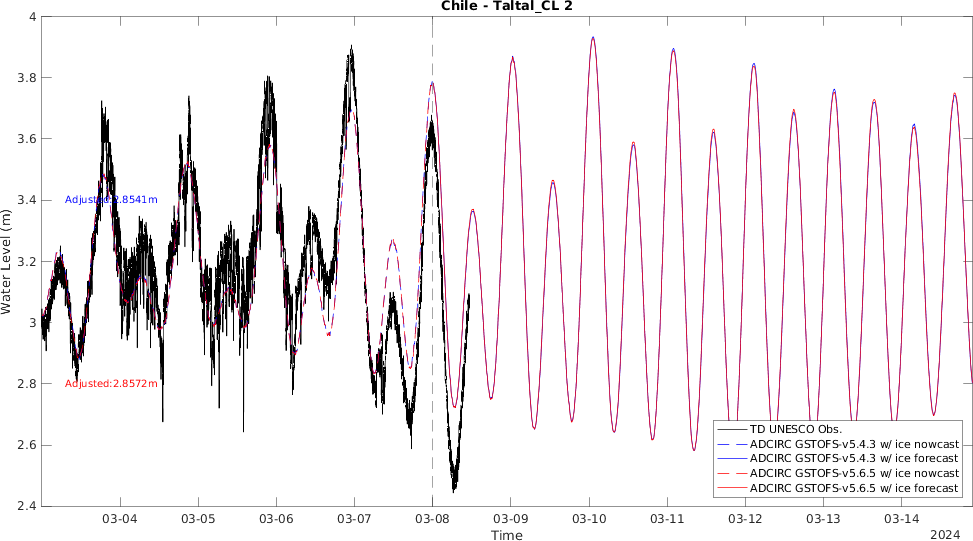 Chile - Taltal_CL 2
4
3.8
3.6
3.4
3.2
3
2.8
2.6
2.4
Water Level (m)
Adjusted:2.8541m
Adjusted:2.8572m
TD UNESCO Obs.
ADCIRC GSTOFS-v5.4.3 w/ ice nowcast
ADCIRC GSTOFS-v5.4.3 w/ ice forecast
ADCIRC GSTOFS-v5.6.5 w/ ice nowcast
ADCIRC GSTOFS-v5.6.5 w/ ice forecast
03-04 03-05 03-06 03-07 03-08 03-09 03-10 03-11 03-12 03-13 03-14
Time
2024